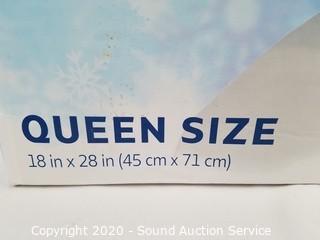 QUEEN SIZE
18 in x 28 in (45 cm x 71 cm)
Copyright 2020 - Sound Auction Service